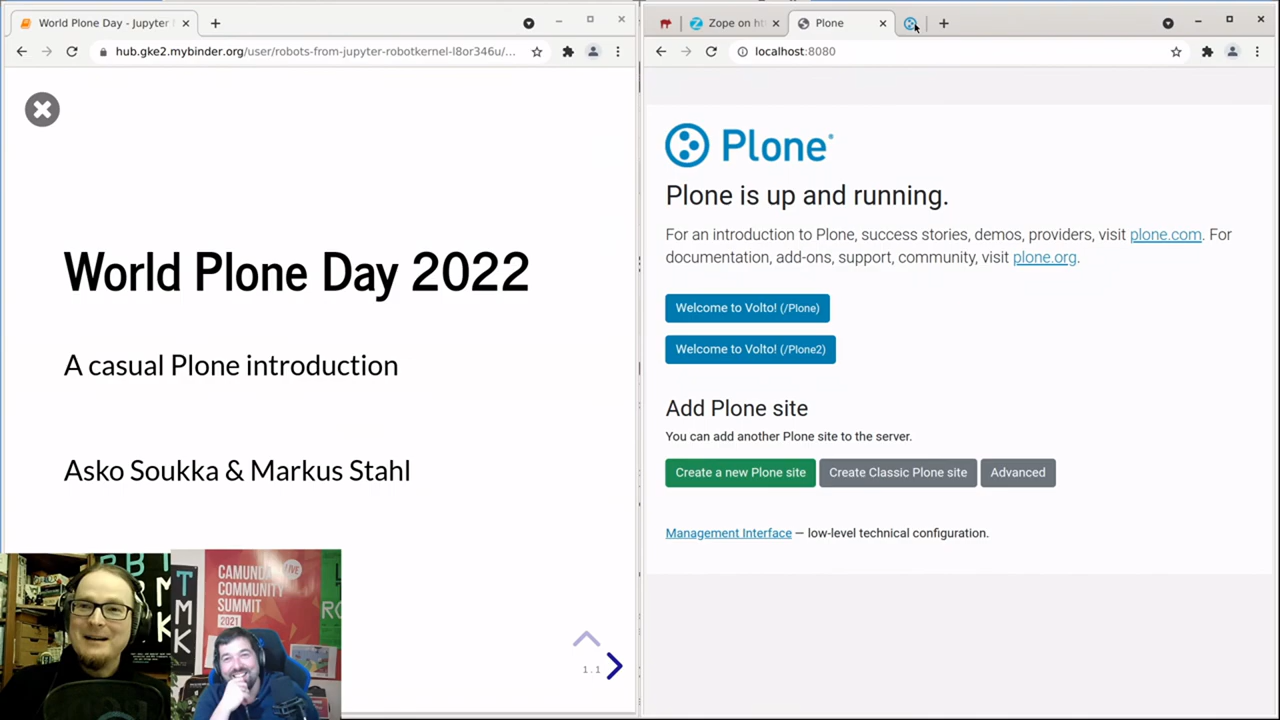 World Plone Day - Jupyter
hub.gke2.mybinder.org/user/robots-from-jupyter-robotkernel-l8or346u/...
World Plone Day 2022
A casual Plone introduction
Asko Soukka & Markus Stahl
1.1
Zope on ht
Plone
localhost:8080
Plone
Plone is up and running.
For an introduction to Plone, success stories, demos, providers, visit plone.com. For
documentation, add-ons, support, community, visit plone.org.
Welcome to Volto! (/Plone)
Welcome to Volto! (/Plone2)
Add Plone site
You can add another Plone site to the server.
Create a new Plone site
Create Classic Plone site
Advanced
Management Interface — low-level technical configuration.
TMK
CAMUNDA
COMMUNITY
SUMMIT
2021
LIVE